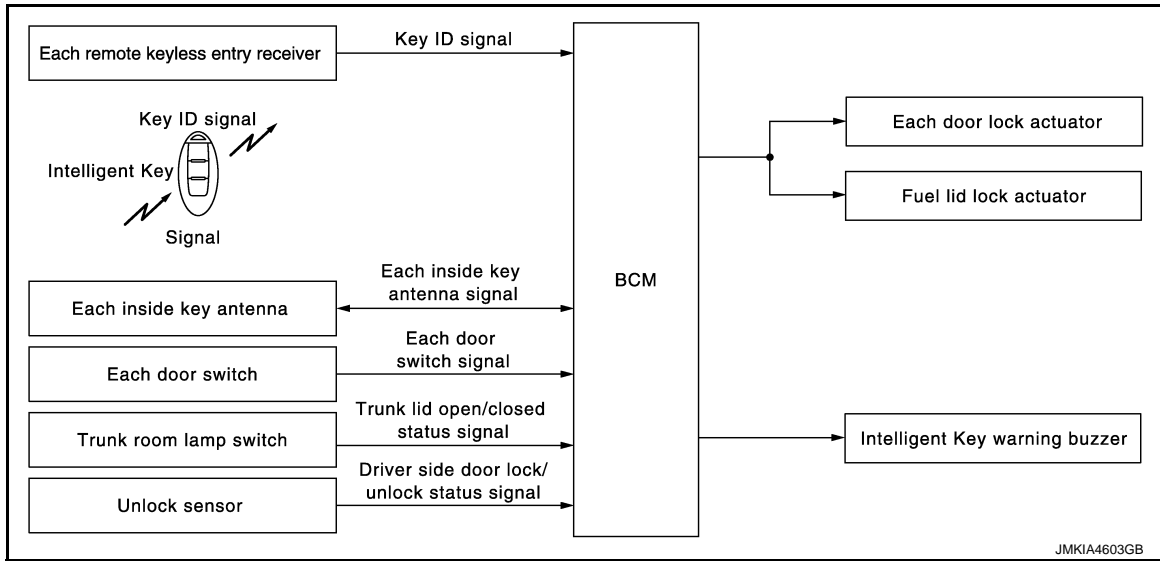 Each remote keyless entry receiver
Key ID signal
Key ID signal
Intelligent Key
Signal
Each inside key antenna
Each inside key
antenna signal
Each door switch
Each door
switch signal
Trunk room lamp switch
Trunk lid open/closed
status signal
Unlock sensor
Driver side door lock/
unlock status signal
BCM
Each door lock actuator
Fuel lid lock actuator
Intelligent Key warning buzzer
JMKIA4603GB